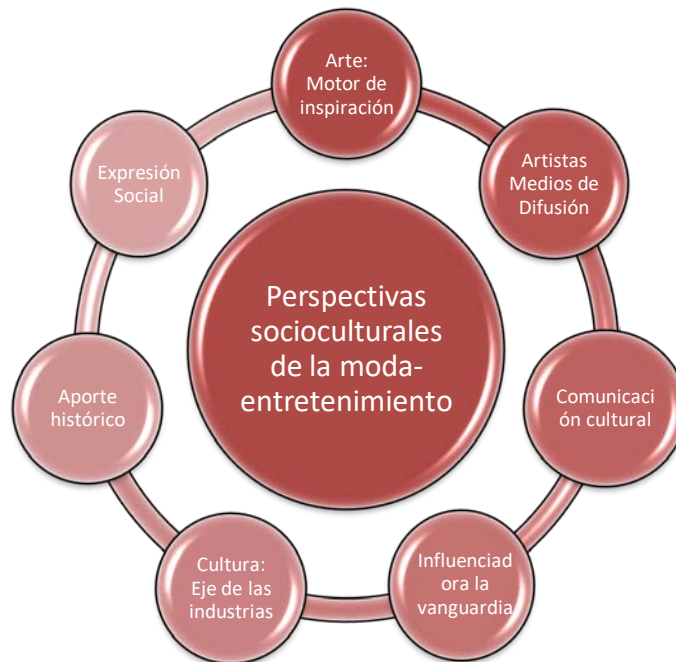 Arte:
Motor de
inspiración
Artistas
Medios de
Difusión
Comunicaci
ón cultural
Influenciad
ora la
vanguardia
Cultura:
Eje de las
industrias
Aporte
histórico
Expresión
Social
Perspectivas
socioculturales
de la moda-
entretenimiento